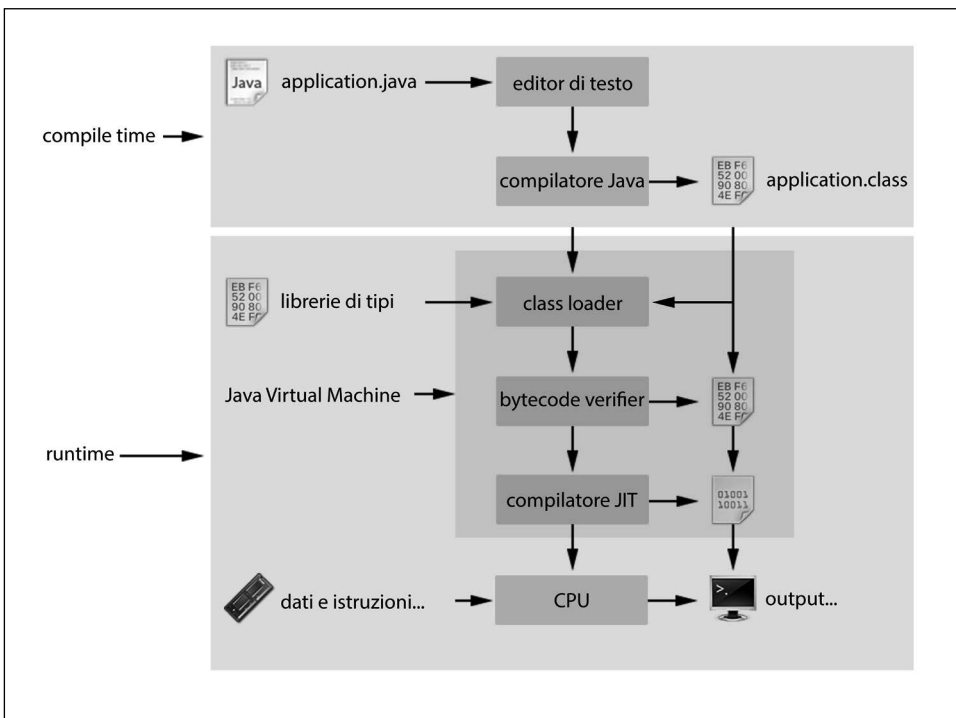 Java
application.java
editor di testo
compile time
compilatore Java
EB F6
52 00
90 80
4E FC
application.class
EB F6
52 00
90 80
4E FC
librerie di tipi
class loader
Java Virtual Machine
bytecode verifier
EB F6
52 00
90 80
4E FC
runtime
compilatore JIT
01001
10011
dati e istruzioni...
CPU
>.
output...